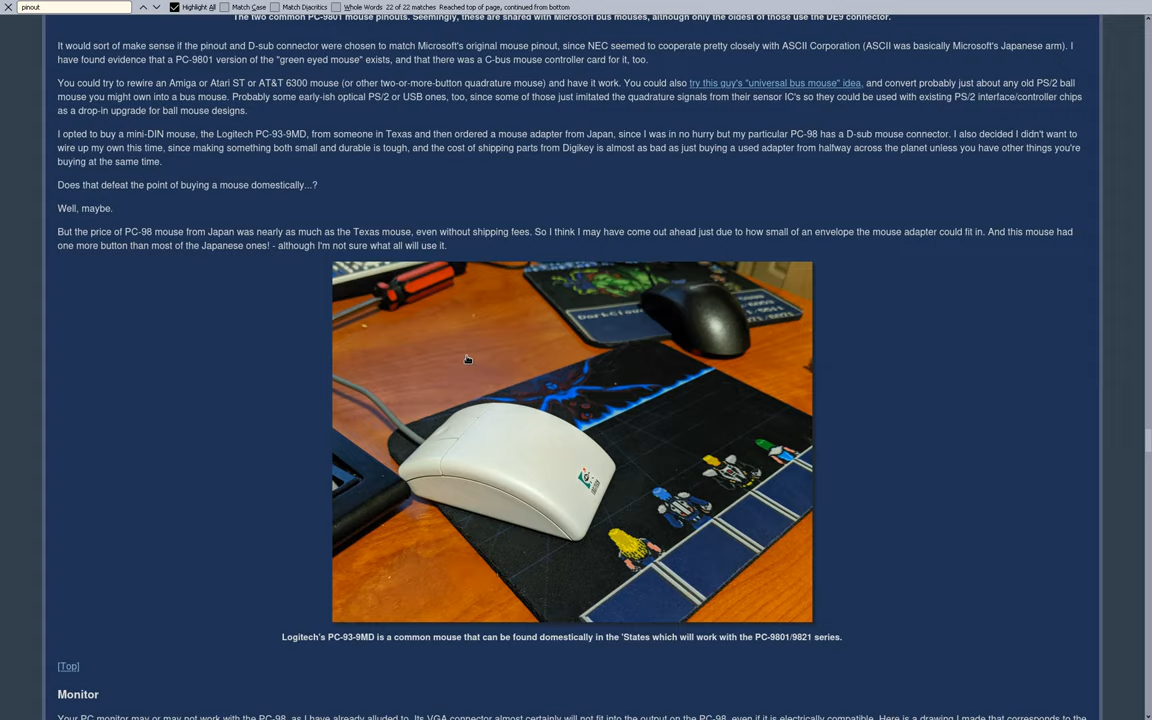 pinout
Highlight All
Match Case
Match Diacritics
Whole Words
22 of 22 matches
Reached top of page, continued from bottom
The two common PC-9801 mouse pinouts. Seemingly, these are shared with Microsoft bus mouses, although only the oldest of those use the DE9 connector.
It would sort of make sense if the pinout and D-sub connector were chosen to match Microsoft's original mouse pinout, since NEC seemed to cooperate pretty closely with ASCII Corporation (ASCII was basically Microsoft's Japanese arm). I
have found evidence that a PC-9801 version of the "green eyed mouse" exists, and that there was a C-bus mouse controller card for it, too.
You could try to rewire an Amiga or Atari ST or AT&T 6300 mouse (or other two-or-more-button quadrature mouse) and have it work. You could also try this guy's "universal bus mouse" idea, and convert probably just about any old PS/2 ball
mouse you might own into a bus mouse. Probably some early-ish optical PS/2 or USB ones, too, since some of those just imitated the quadrature signals from their sensor IC's so they could be used with existing PS/2 interface/controller chips
as a drop-in upgrade for ball mouse designs.
I opted to buy a mini-DIN mouse, the Logitech PC-93-9MD, from someone in Texas and then ordered a mouse adapter from Japan, since I was in no hurry but my particular PC-98 has a D-sub mouse connector. I also decided I didn't want to
wire up my own this time, since making something both small and durable is tough, and the cost of shipping parts from Digikey is almost as bad as just buying a used adapter from halfway across the planet unless you have other things you're
buying at the same time.
Does that defeat the point of buying a mouse domestically...?
Well, maybe.
But the price of PC-98 mouse from Japan was nearly as much as the Texas mouse, even without shipping fees. So I think I may have come out ahead just due to how small of an envelope the mouse adapter could fit in. And this mouse had
one more button than most of the Japanese ones! - although I'm not sure what all will use it.
Logitech's PC-93-9MD is a common mouse that can be found domestically in the 'States which will work with the PC-9801/9821 series.
[Top]
Monitor
Your PC monitor may or may not work with the PC-98, as I have already alluded to. Its VGA connector almost certainly will not fit into the output on the PC-98, even if it is electrically compatible. Here is a drawing I made that corresponds to the